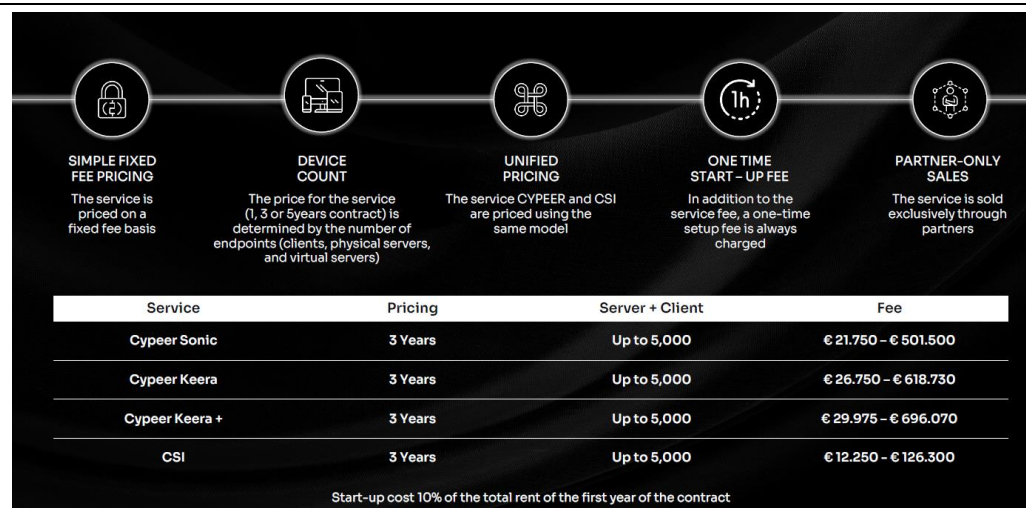 1h
SIMPLE FIXED
FEE PRICING
The service is
priced on a
fixed fee basis
DEVICE
COUNT
The price for the service
(1, 3 or 5years contract) is
determined by the number of
endpoints (clients, physical servers,
and virtual servers)
UNIFIED
PRICING
The service CYPEER and CSI
are priced using the
same model
ONE TIME
START – UP FEE
In addition to the
service fee, a one-time
setup fee is always
charged
PARTNER-ONLY
SALES
The service is sold
exclusively through
partners
Service Pricing Server + Client Fee
Cypeer Sonic 3 Years Up to 5,000 € 21.750 – € 501.500
Cypeer Keera 3 Years Up to 5,000 € 26.750 – € 618.730
Cypeer Keera + 3 Years Up to 5,000 € 29.975 – € 696.070
CSI 3 Years Up to 5,000 € 12.250 - € 126.300
Start-up cost 10% of the total rent of the first year of the contract